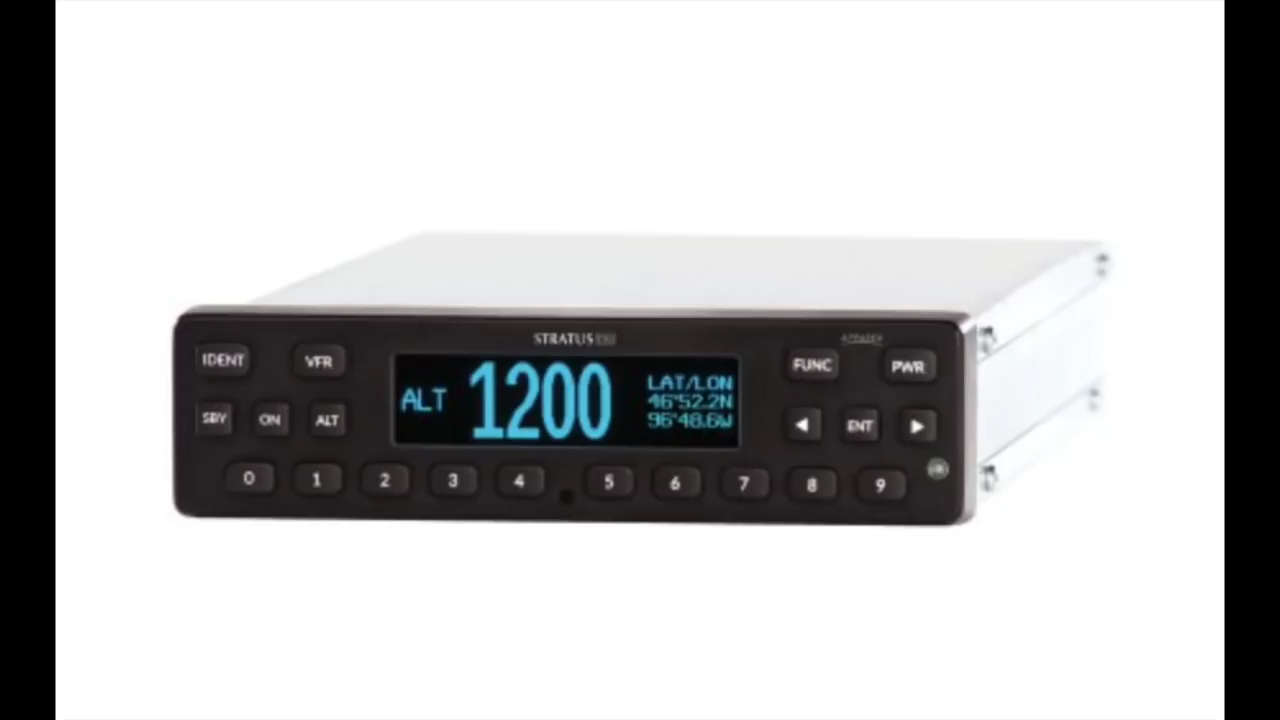 STRATUS
IDENT VFR
FUNC PWR
SBY ON ALT
ALT 1200
LAT/LON
46°52.2N
96°48.6W
ENT
0 1 2 3 4 5 6 7 8 9